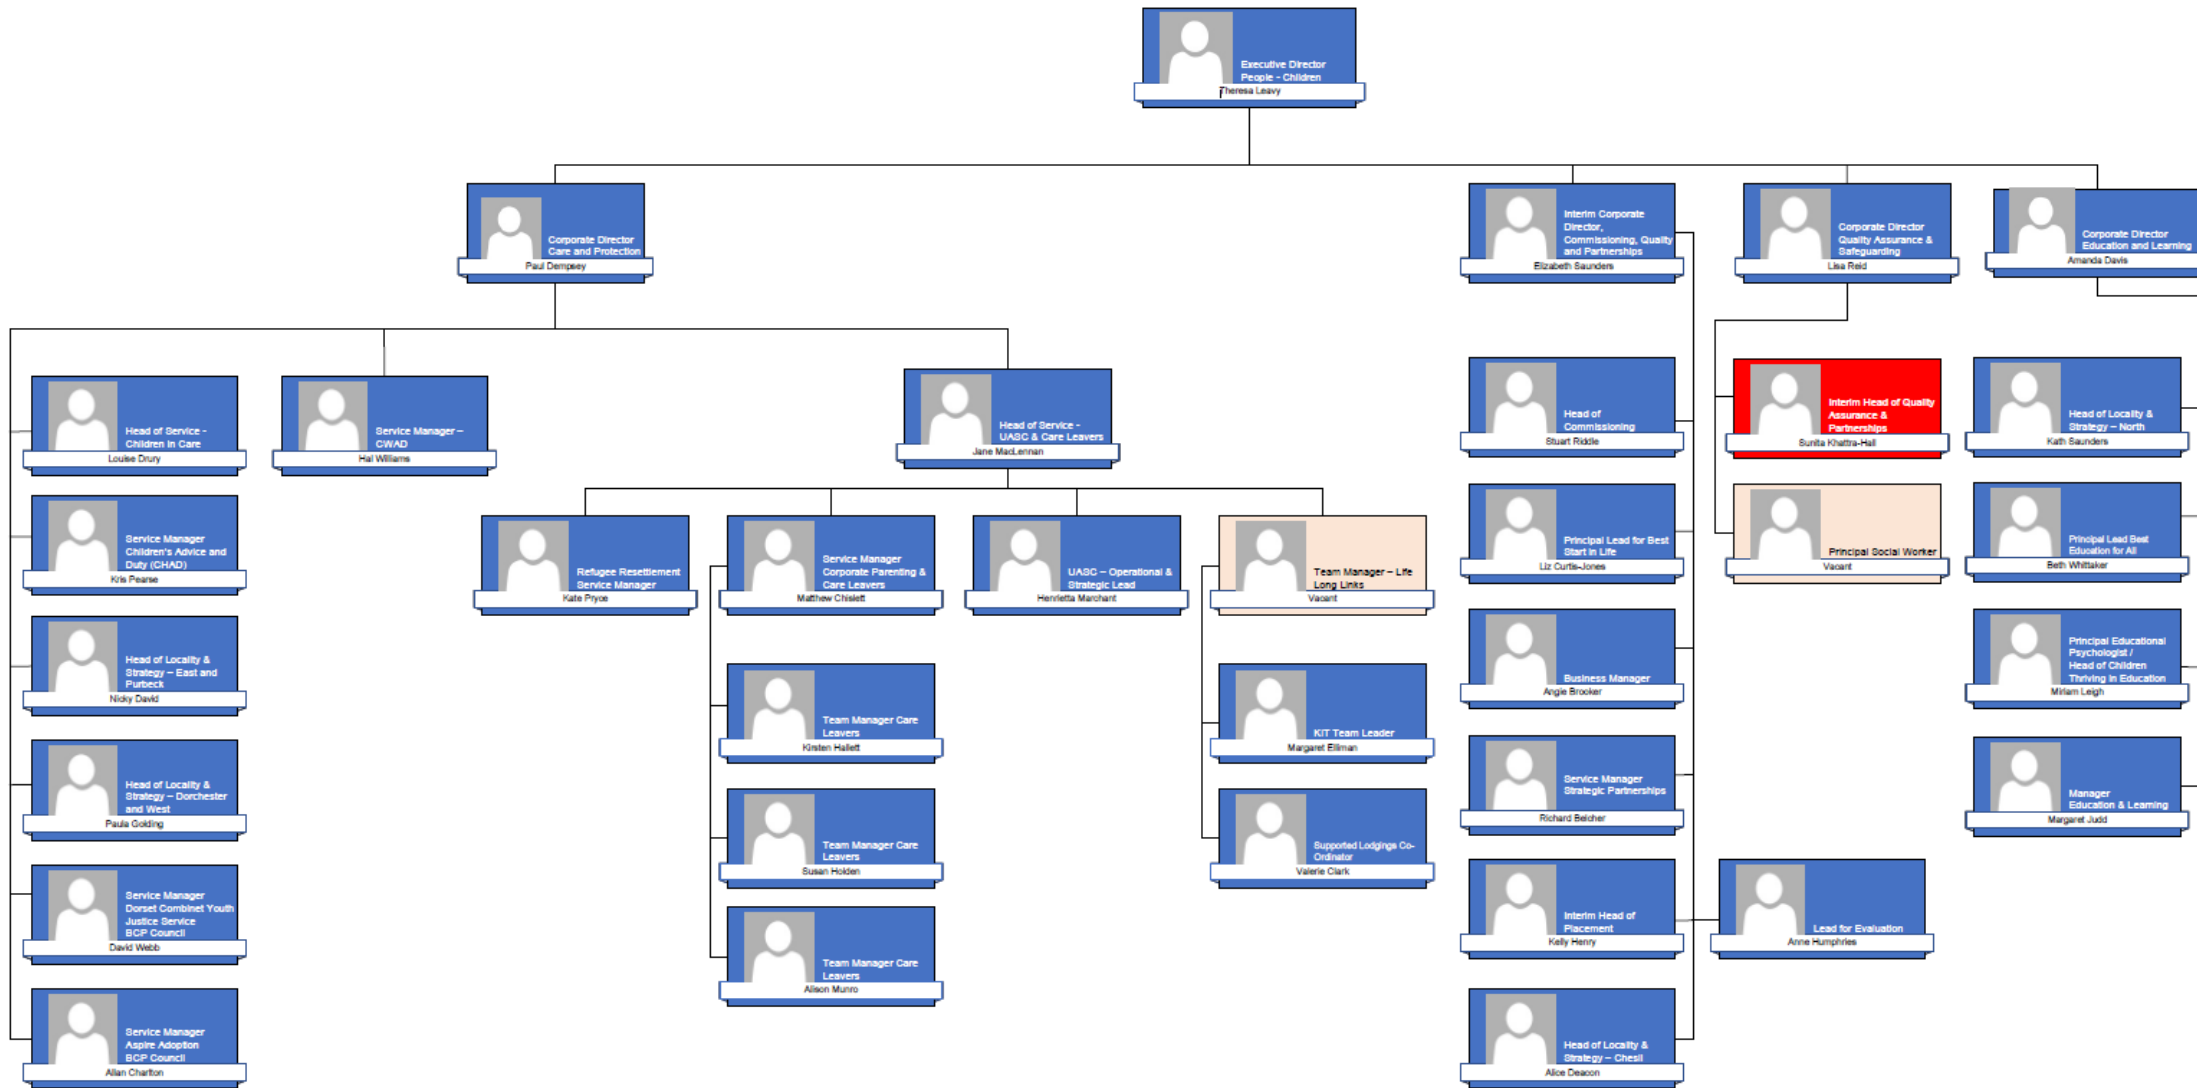 Executive Director
People - Children
Theresa Leavy
Corporate Director
Care and Protection
Paul Dempsey
Interim Corporate
Director,
Commissioning, Quality
and Partnerships
Elizabeth Saunders
Corporate Director
Quality Assurance &
Safeguarding
Lisa Reid
Corporate Director
Education and Learning
Amanda Davis
Head of Service -
Children in Care
Louise Drury
Service Manager –
CWAD
Hal Williams
Head of Service -
UASC & Care Leavers
Jane MacLennan
Head of
Commissioning
Stuart Riddle
Interim Head of Quality
Assurance &
Partnerships
Sunita Khattra-Hall
Head of Locality &
Strategy – North
Kath Saunders
Service Manager
Children's Advice and
Duty (CHAD)
Kris Pearse
Refugee Resettlement
Service Manager
Kate Pryce
Service Manager
Corporate Parenting &
Care Leavers
Matthew Chislett
UASC – Operational &
Strategic Lead
Henrietta Marchant
Team Manager – Life
Long Links
Vacant
Principal Lead for Best
Start in Life
Liz Curtis-Jones
Principal Social Worker
Vacant
Principal Lead Best
Education for All
Beth Whittaker
Head of Locality &
Strategy – East and
Purbeck
Nicky David
Team Manager Care
Leavers
Kirsten Hallett
KIT Team Leader
Margaret Elliman
Business Manager
Angie Brooker
Principal Educational
Psychologist /
Head of Children
Thriving in Education
Miriam Leigh
Head of Locality &
Strategy – Dorchester
and West
Paula Golding
Team Manager Care
Leavers
Susan Holden
Supported Lodgings Co-
Ordinator
Valerie Clark
Service Manager
Strategic Partnerships
Richard Belcher
Manager
Education & Learning
Margaret Judd
Service Manager
Dorset Combinet Youth
Justice Service
BCP Council
David Webb
Team Manager Care
Leavers
Alison Munro
Interim Head of
Placement
Kelly Henry
Lead for Evaluation
Anne Humphries
Service Manager
Aspire Adoption
BCP Council
Allan Charlton
Head of Locality &
Strategy – Chesil
Alice Deacon